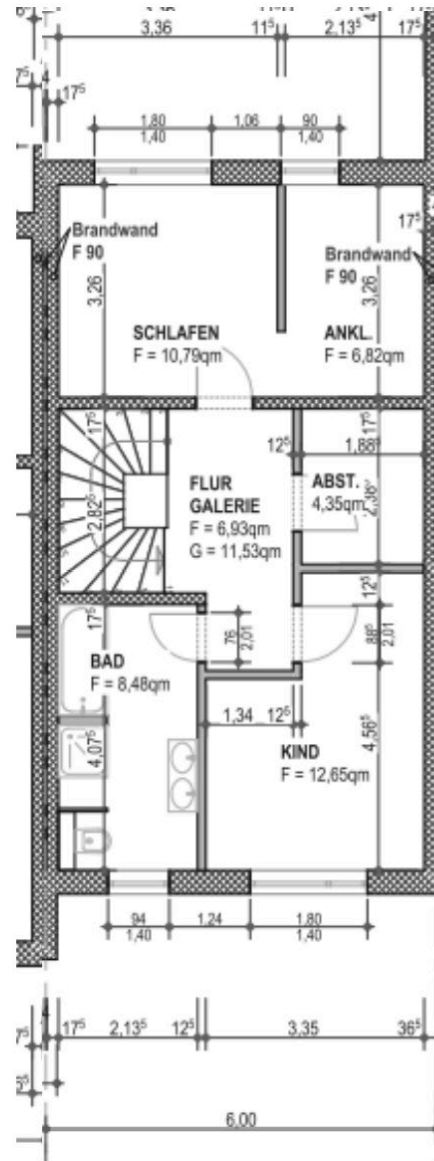 3,36
11⁵
2,13⁵
17⁵
17⁵
1.80
1,40
1,06
90
1,40
Brandwand
F 90
17⁵
Brandwand
F 90
3,26
3,26
SCHLAFEN
F = 10,79qm
ANKL.
F = 6,82qm
17⁵
17⁵
12⁵
1,88⁵
FLUR
GALERIE
F = 6,93qm
G = 11,53qm
ABST.
4,35qm
2,82⁵
2,38⁵
17⁵
12⁵
76
2,01
88⁵
2,01
BAD
F = 8,48qm
1,34
12⁵
4,07⁵
4,56⁵
KIND
F = 12,65qm
94
1,40
1.24
1.80
1,40
17⁵
2,13⁵
12⁵
3,35
36⁵
6.00